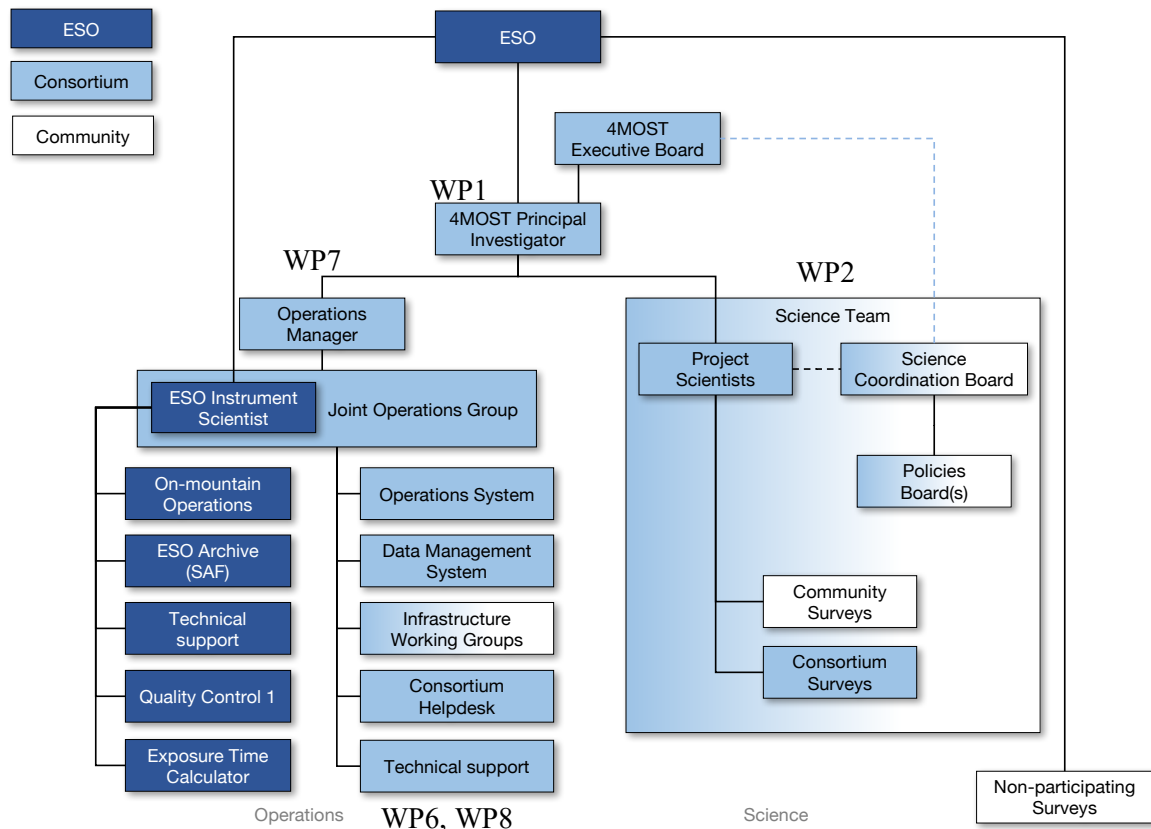 ESO
Consortium
Community
ESO
4MOST
Executive Board
WP1
4MOST Principal
Investigator
WP7
WP2
Operations
Manager
Science Team
Project
Scientists
Science
Coordination Board
ESO Instrument
Scientist
Joint Operations Group
Policies
Board(s)
On-mountain
Operations
Operations System
ESO Archive
(SAF)
Data Management
System
Technical
support
Infrastructure
Working Groups
Community
Surveys
Quality Control 1
Consortium
Helpdesk
Consortium
Surveys
Exposure Time
Calculator
Technical support
Non-participating
Surveys
Operations
WP6, WP8
Science